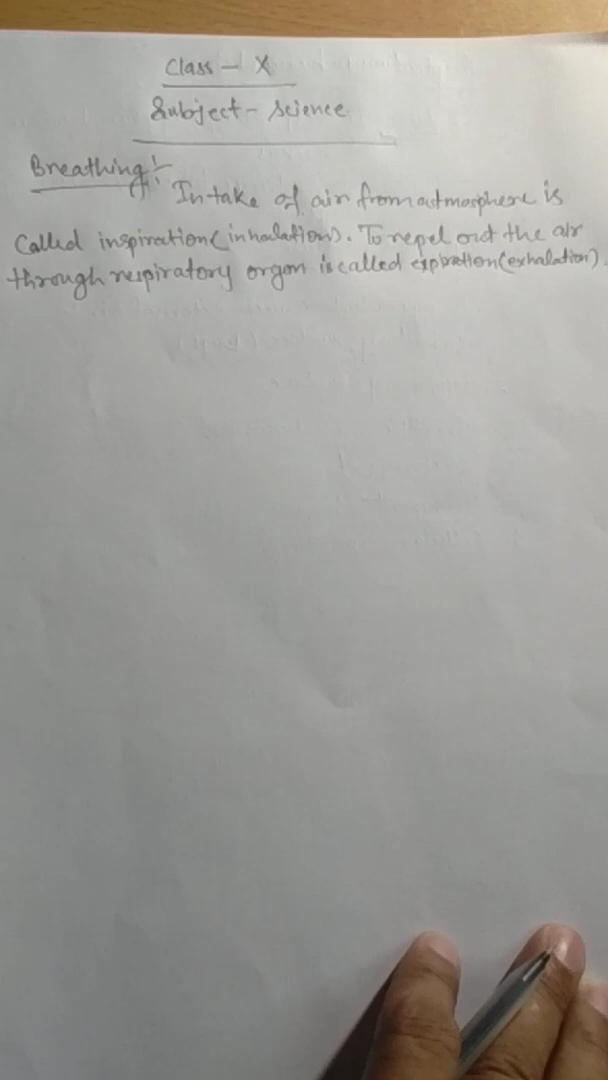 Class - X
Subject - Science
Breathing :-
Intake of air from atmosphere is
called inspiration (inhalation). To repel out the air
through respiratory organ is called expiration (exhalation).